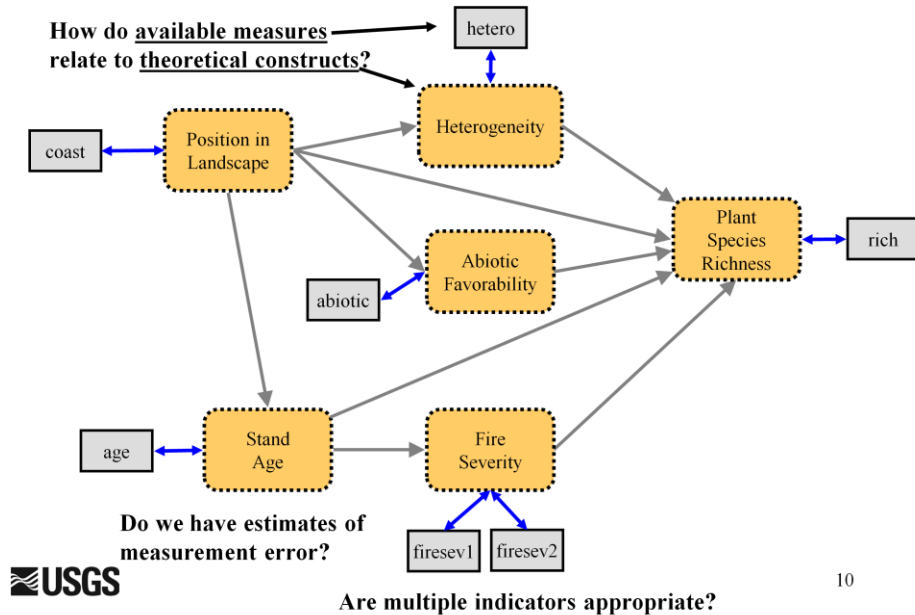 How do available measures
relate to theoretical constructs?
hetero
Heterogeneity
coast
Position in
Landscape
Plant
Species
Richness
rich
Abiotic
Favorability
abiotic
age
Stand
Age
Fire
Severity
Do we have estimates of
measurement error?
firesev1
firesev2
USGS
10
Are multiple indicators appropriate?